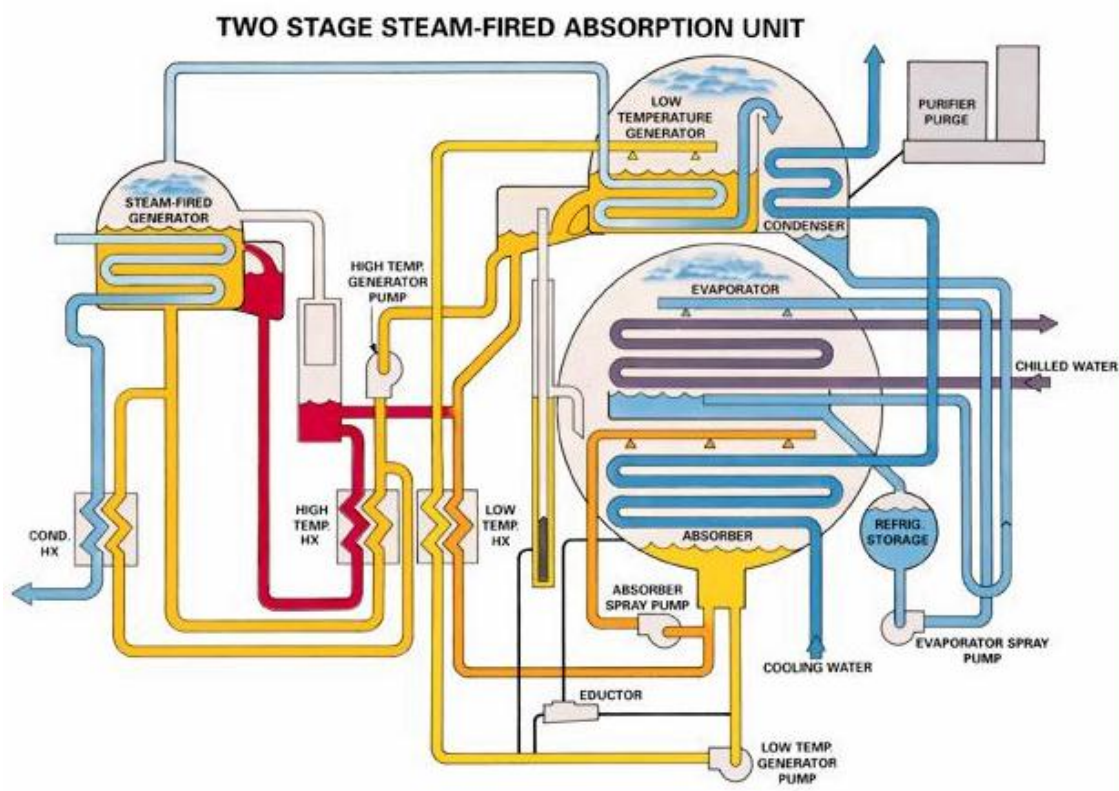 TWO STAGE STEAM-FIRED ABSORPTION UNIT
LOW
TEMPERATURE
GENERATOR
PURIFIER
PURGE
STEAM-FIRED
GENERATOR
CONDENSER
HIGH TEMP.
GENERATOR
PUMP
EVAPORATOR
CHILLED WATER
COND.
HX
HIGH
TEMP.
HX
LOW
TEMP.
HX
REFRIG.
STORAGE
ABSORBER
ABSORBER
SPRAY PUMP
EVAPORATOR SPRAY
PUMP
COOLING WATER
EDUCTOR
LOW TEMP.
GENERATOR
PUMP